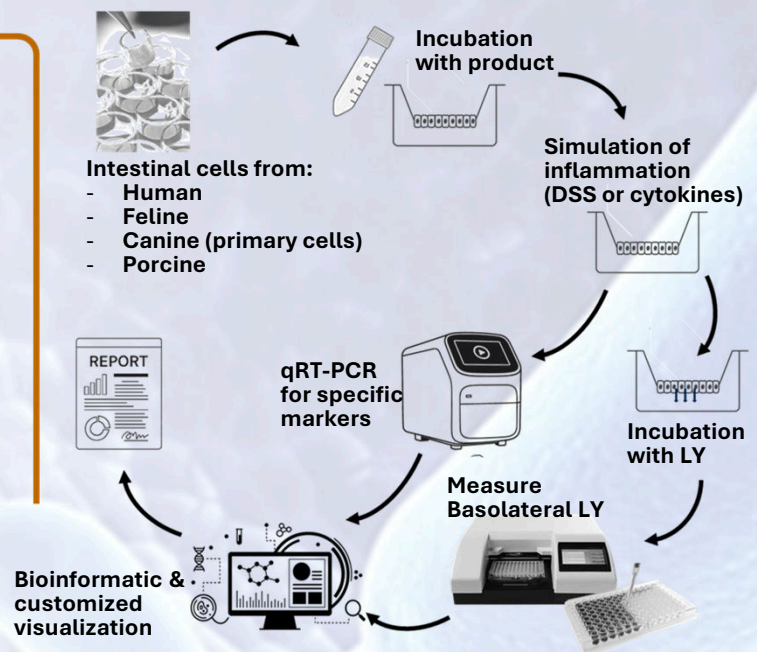 Incubation
with product
Intestinal cells from:
- Human
- Feline
- Canine (primary cells)
- Porcine
Simulation of
inflammation
(DSS or cytokines)
REPORT
qRT-PCR
for specific
markers
Incubation
with LY
Measure
Basolateral LY
Bioinformatic &
customized
visualization